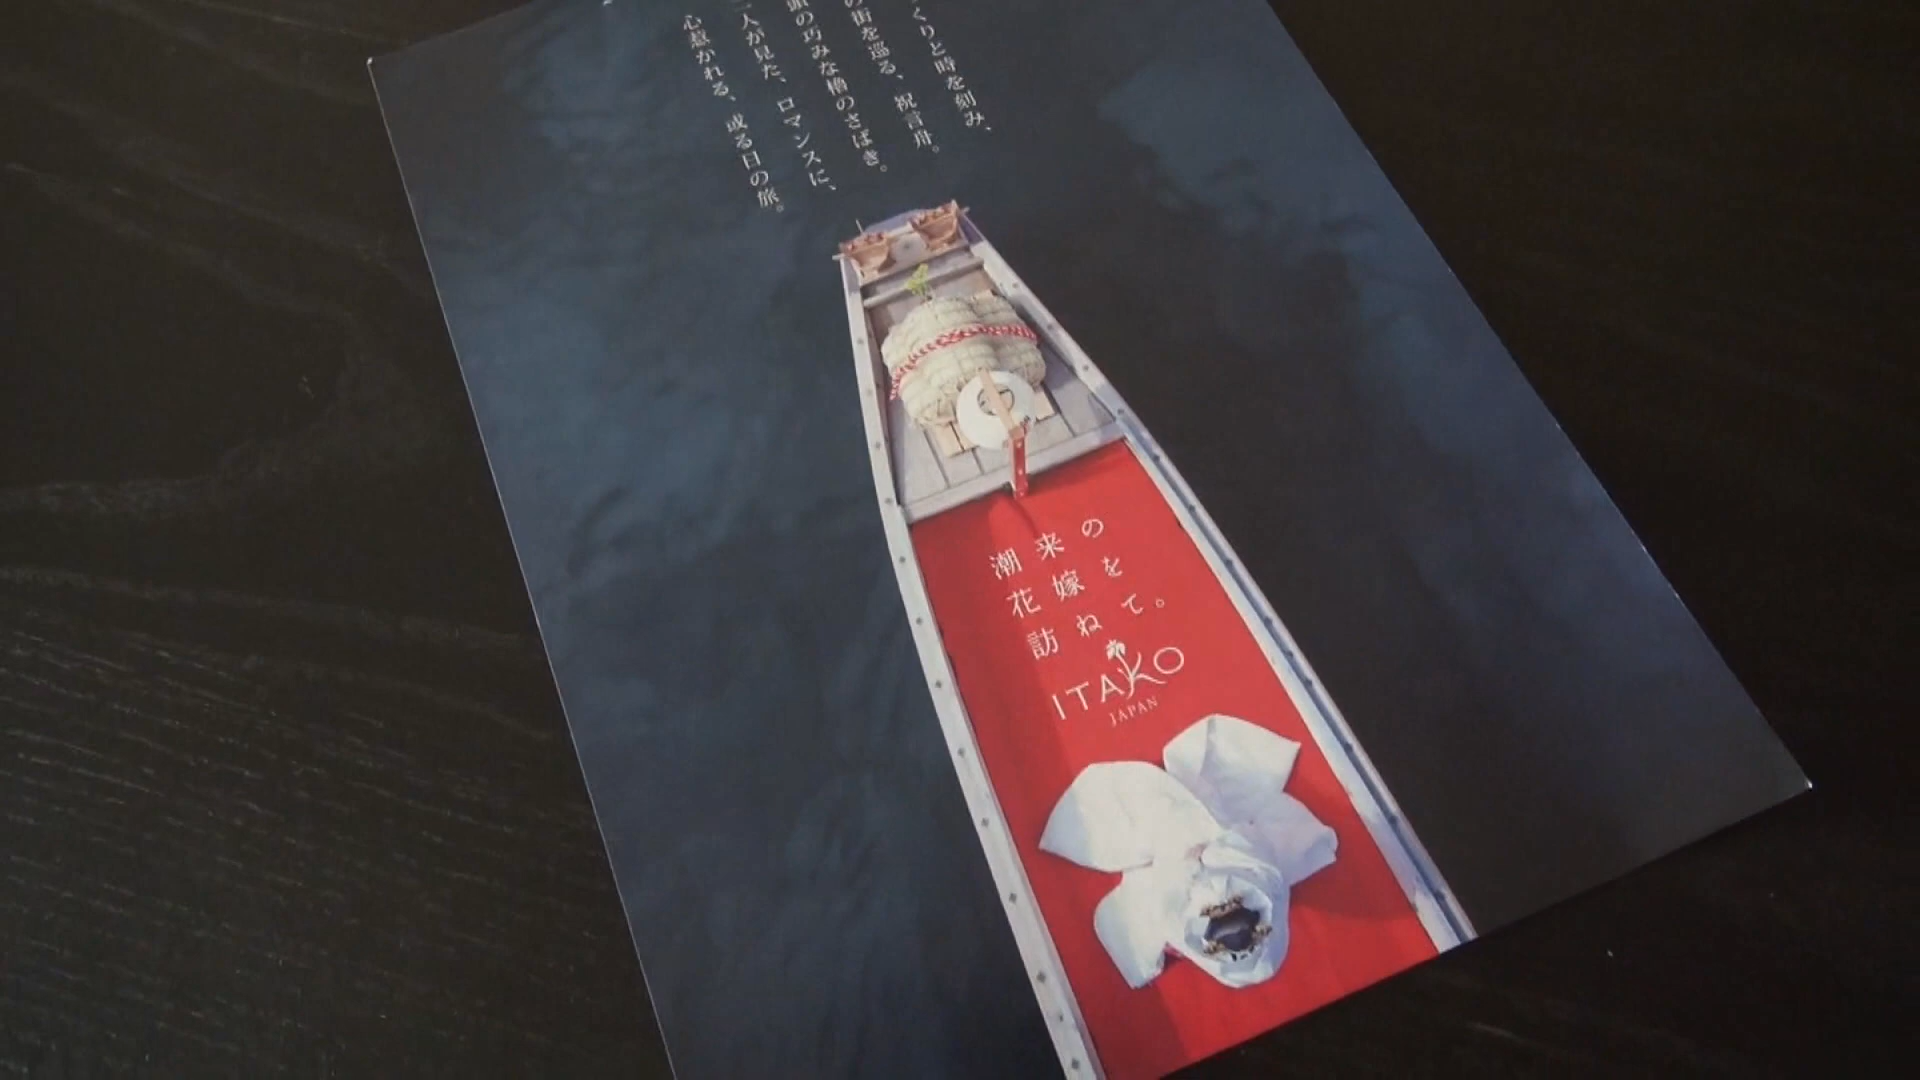 くりと時を刻み、
の街を巡る、祝言舟。
頭の巧みな櫓のさばき。
二人が見た、ロマンスに、
心惹かれる、或る日の旅。
潮来の
花嫁を
訪ねて。
ITAKO
JAPAN